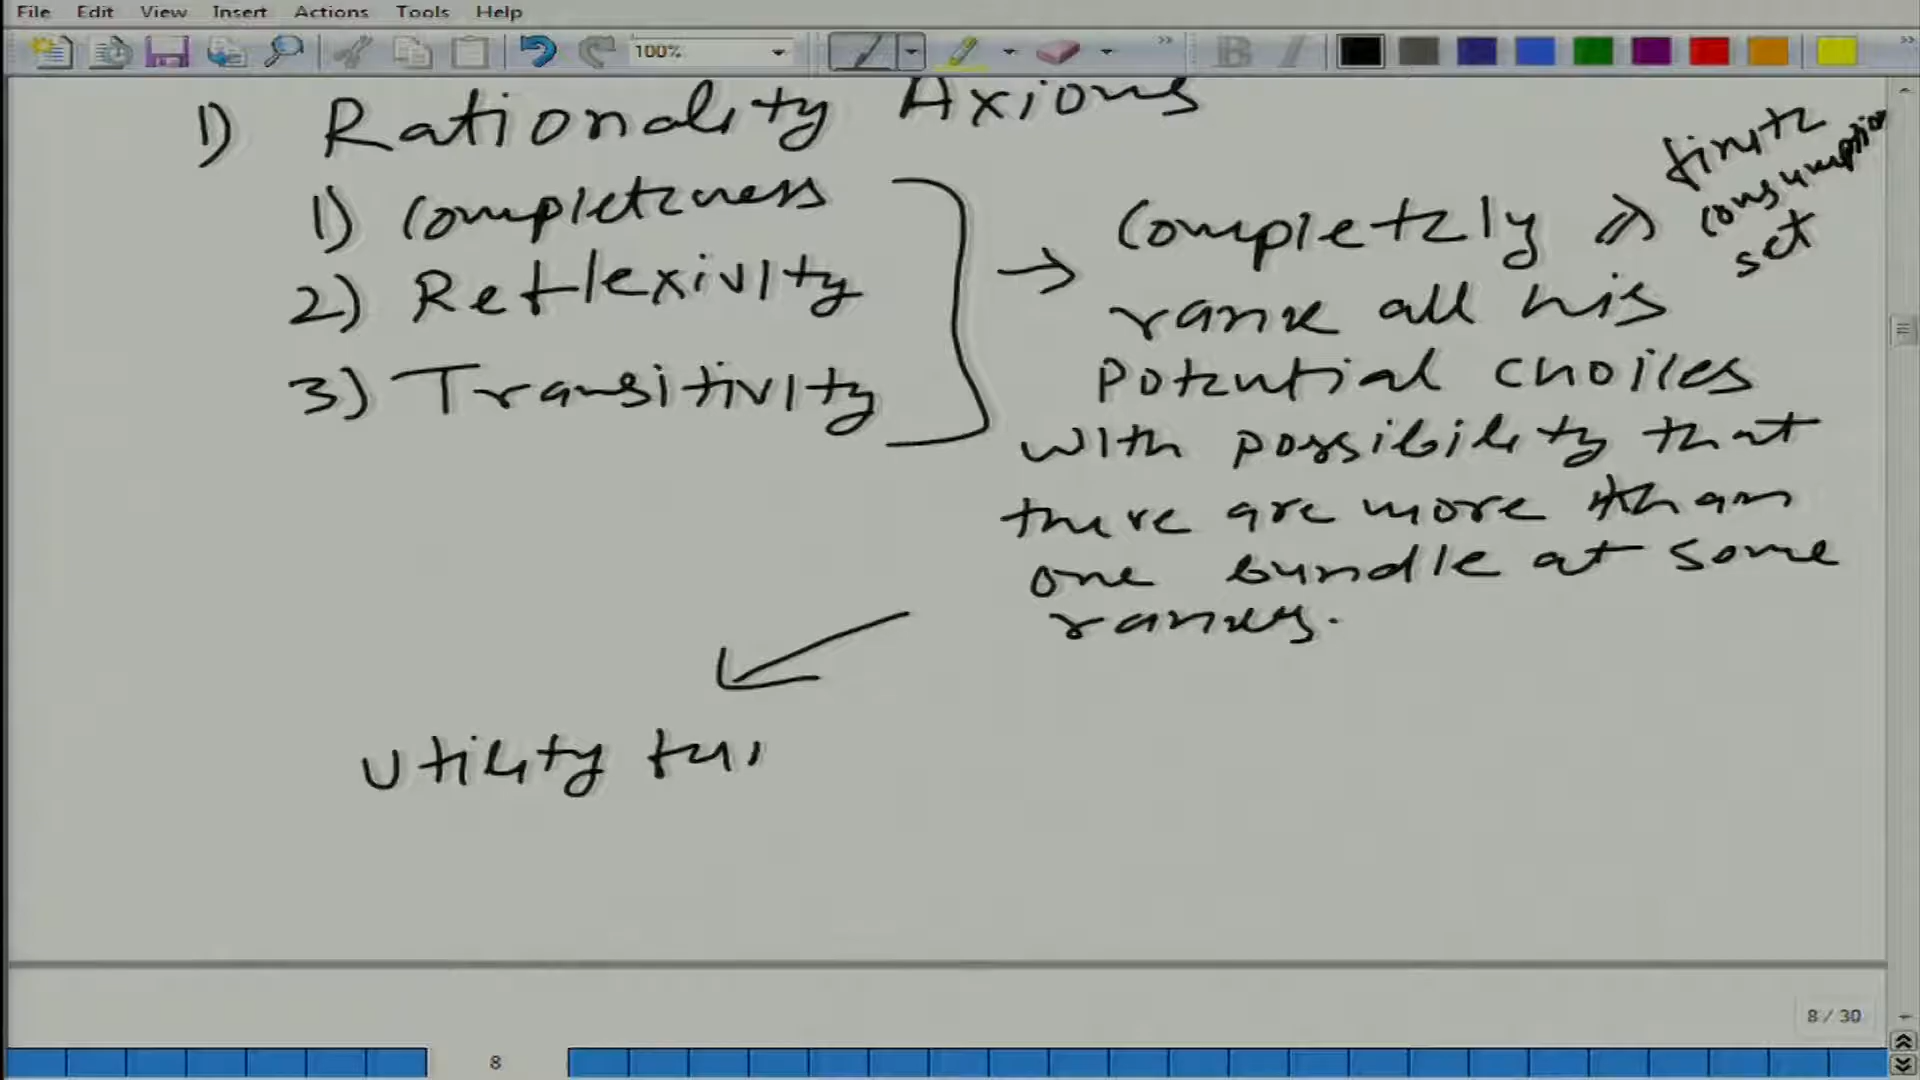 File Edit View Insert Actions Tools Help
100%
1) Rationality Axioms
1) Completeness
2) Reflexivity
3) Transitivity
→ Completely ⇒
finite
consumption
set
rank all his
Potential choices
with possibility that
there are more than
one bundle at some
ranks.
Utility fun
8 / 30
8